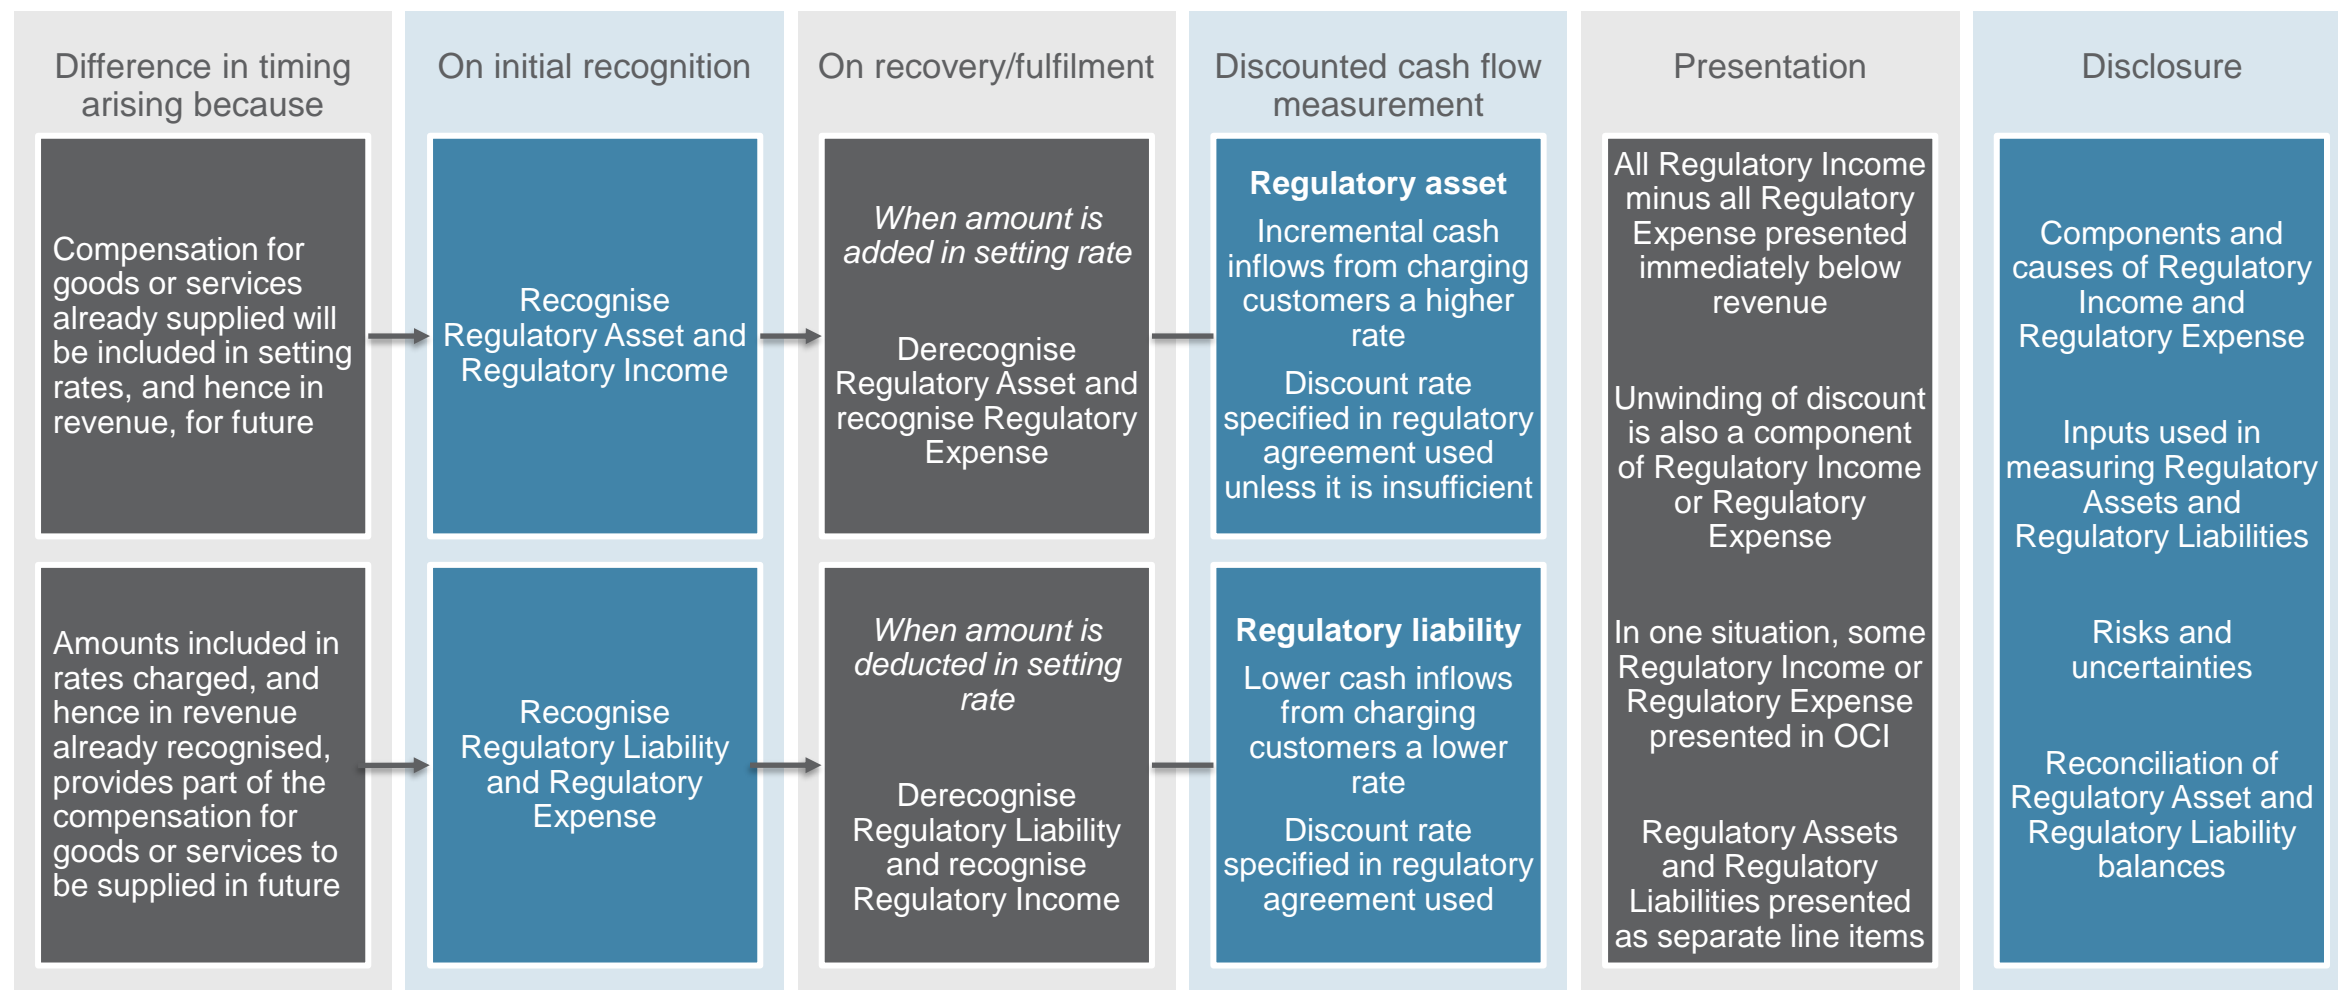 Difference in timing
arising because
On initial recognition
On recovery/fulfilment
Discounted cash flow
measurement
Presentation
Disclosure
Compensation for
goods or services
already supplied will
be included in setting
rates, and hence in
revenue, for future
Recognise
Regulatory Asset and
Regulatory Income
When amount is
added in setting rate
Derecognise
Regulatory Asset and
recognise Regulatory
Expense
Regulatory asset
Incremental cash
inflows from charging
customers a higher
rate
Discount rate
specified in regulatory
agreement used
unless it is insufficient
Amounts included in
rates charged, and
hence in revenue
already recognised,
provides part of the
compensation for
goods or services to
be supplied in future
Recognise
Regulatory Liability
and Regulatory
Expense
When amount is
deducted in setting
rate
Derecognise
Regulatory Liability
and recognise
Regulatory Income
Regulatory liability
Lower cash inflows
from charging
customers a lower
rate
Discount rate
specified in regulatory
agreement used
All Regulatory Income
minus all Regulatory
Expense presented
immediately below
revenue
Unwinding of discount
is also a component
of Regulatory Income
or Regulatory
Expense
In one situation, some
Regulatory Income or
Regulatory Expense
presented in OCI
Regulatory Assets
and Regulatory
Liabilities presented
as separate line items
Components and
causes of Regulatory
Income and
Regulatory Expense
Inputs used in
measuring Regulatory
Assets and
Regulatory Liabilities
Risks and
uncertainties
Reconciliation of
Regulatory Asset and
Regulatory Liability
balances